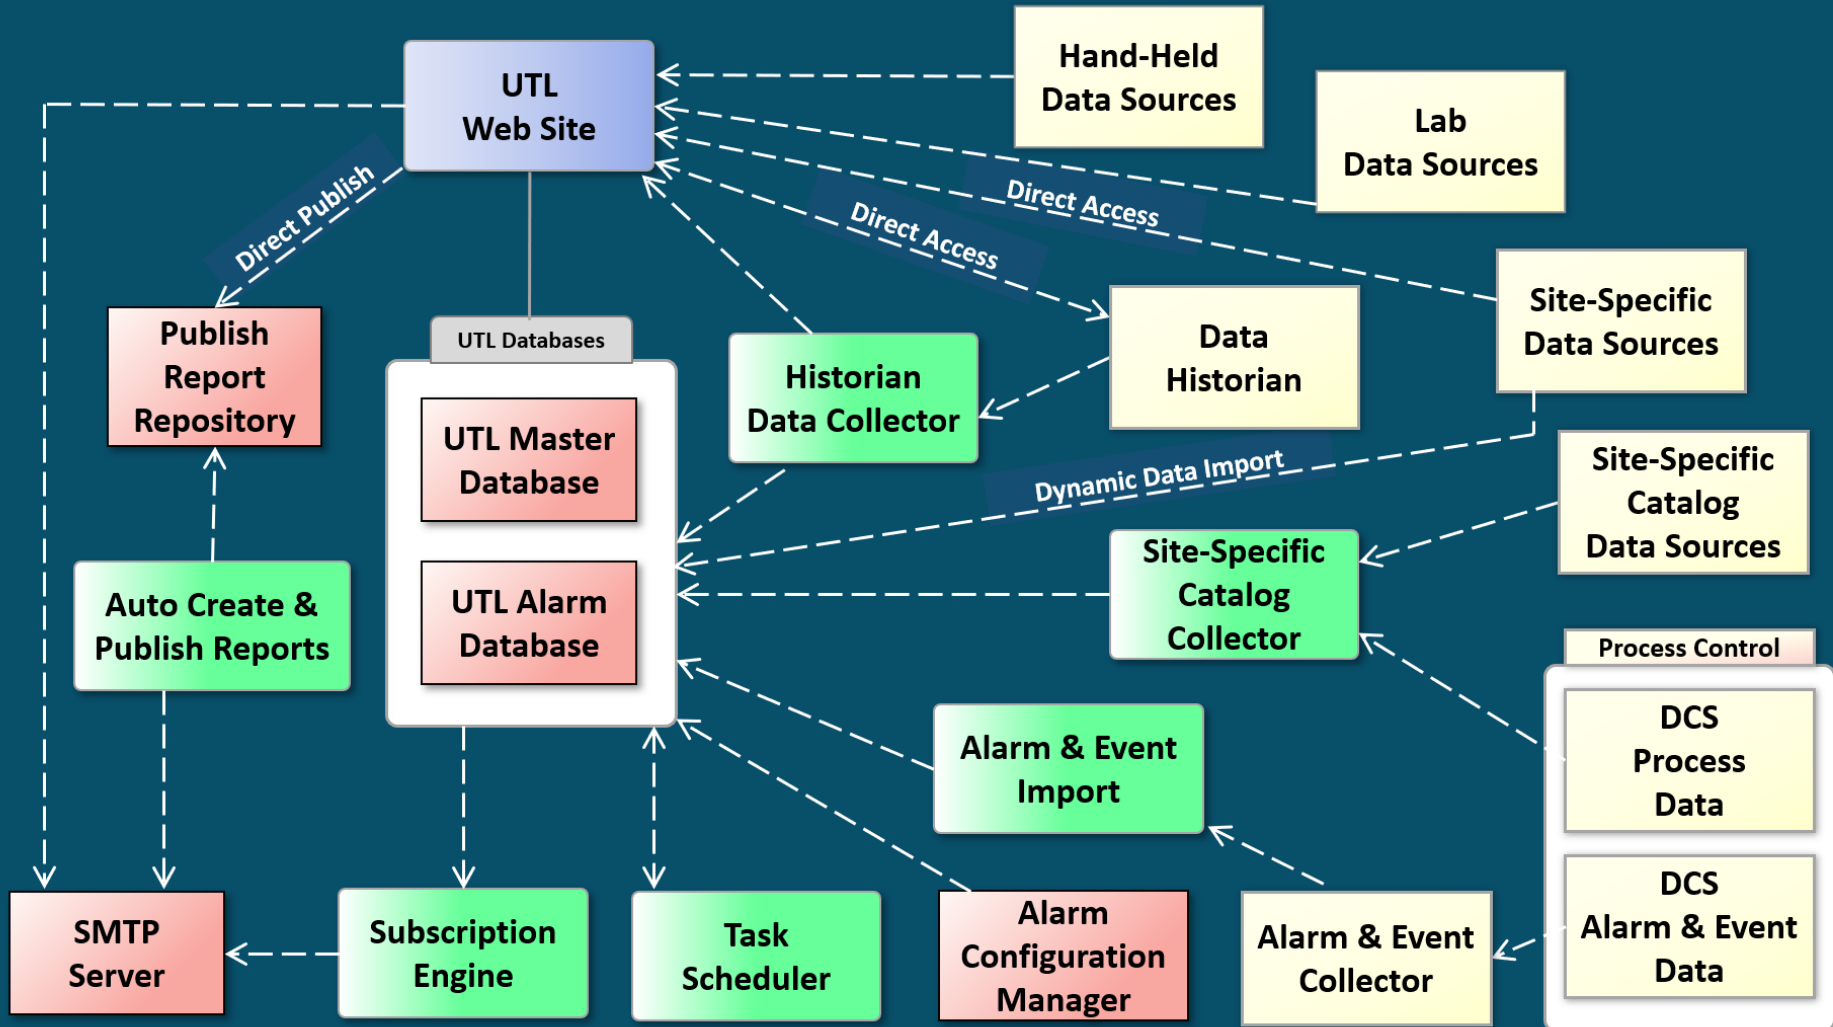 UTL
Web Site
Hand-Held
Data Sources
Lab
Data Sources
Direct Publish
Direct Access
Direct Access
Site-Specific
Data Sources
Publish
Report
Repository
UTL Databases
Historian
Data Collector
Data
Historian
UTL Master
Database
Dynamic Data Import
Site-Specific
Catalog
Data Sources
Auto Create &
Publish Reports
UTL Alarm
Database
Site-Specific
Catalog
Collector
Process Control
DCS
Process
Data
Alarm & Event
Import
SMTP
Server
Subscription
Engine
Task
Scheduler
Alarm
Configuration
Manager
Alarm & Event
Collector
DCS
Alarm & Event
Data